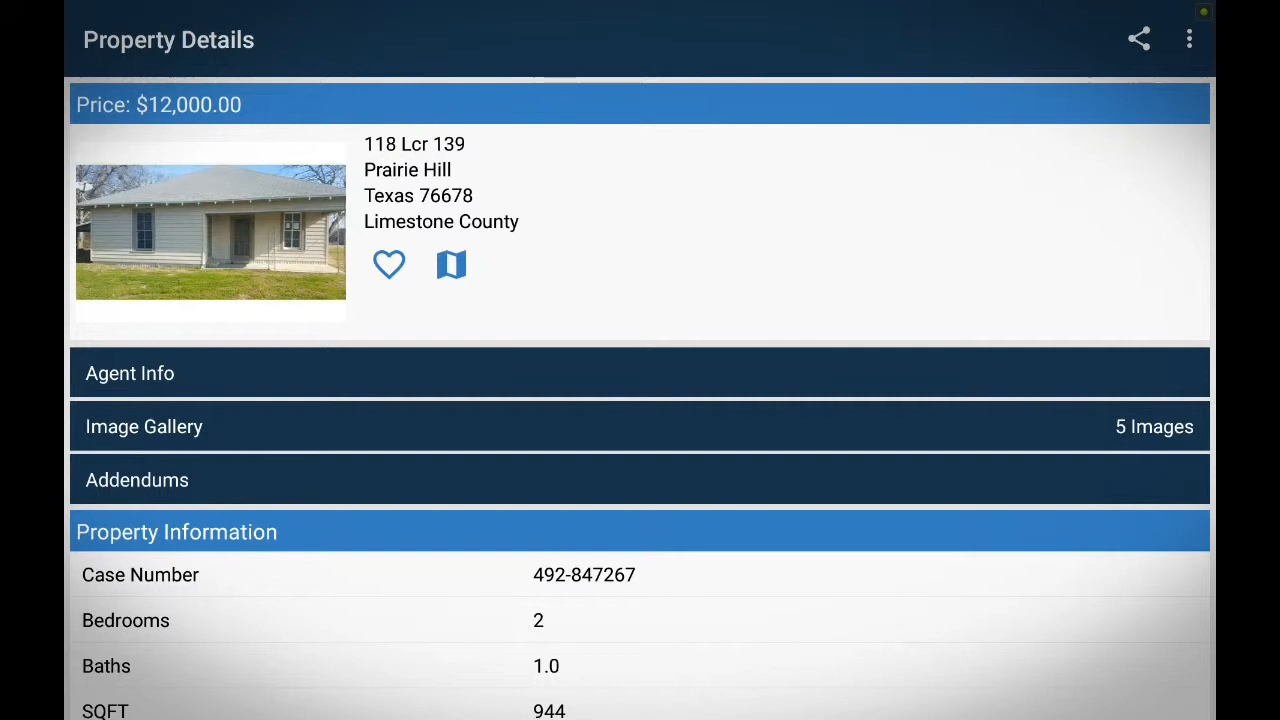 Property Details
Price: $12,000.00
118 Lcr 139
Prairie Hill
Texas 76678
Limestone County
Agent Info
Image Gallery 5 Images
Addendums
Property Information
Case Number 492-847267
Bedrooms 2
Baths 1.0
SQFT 944